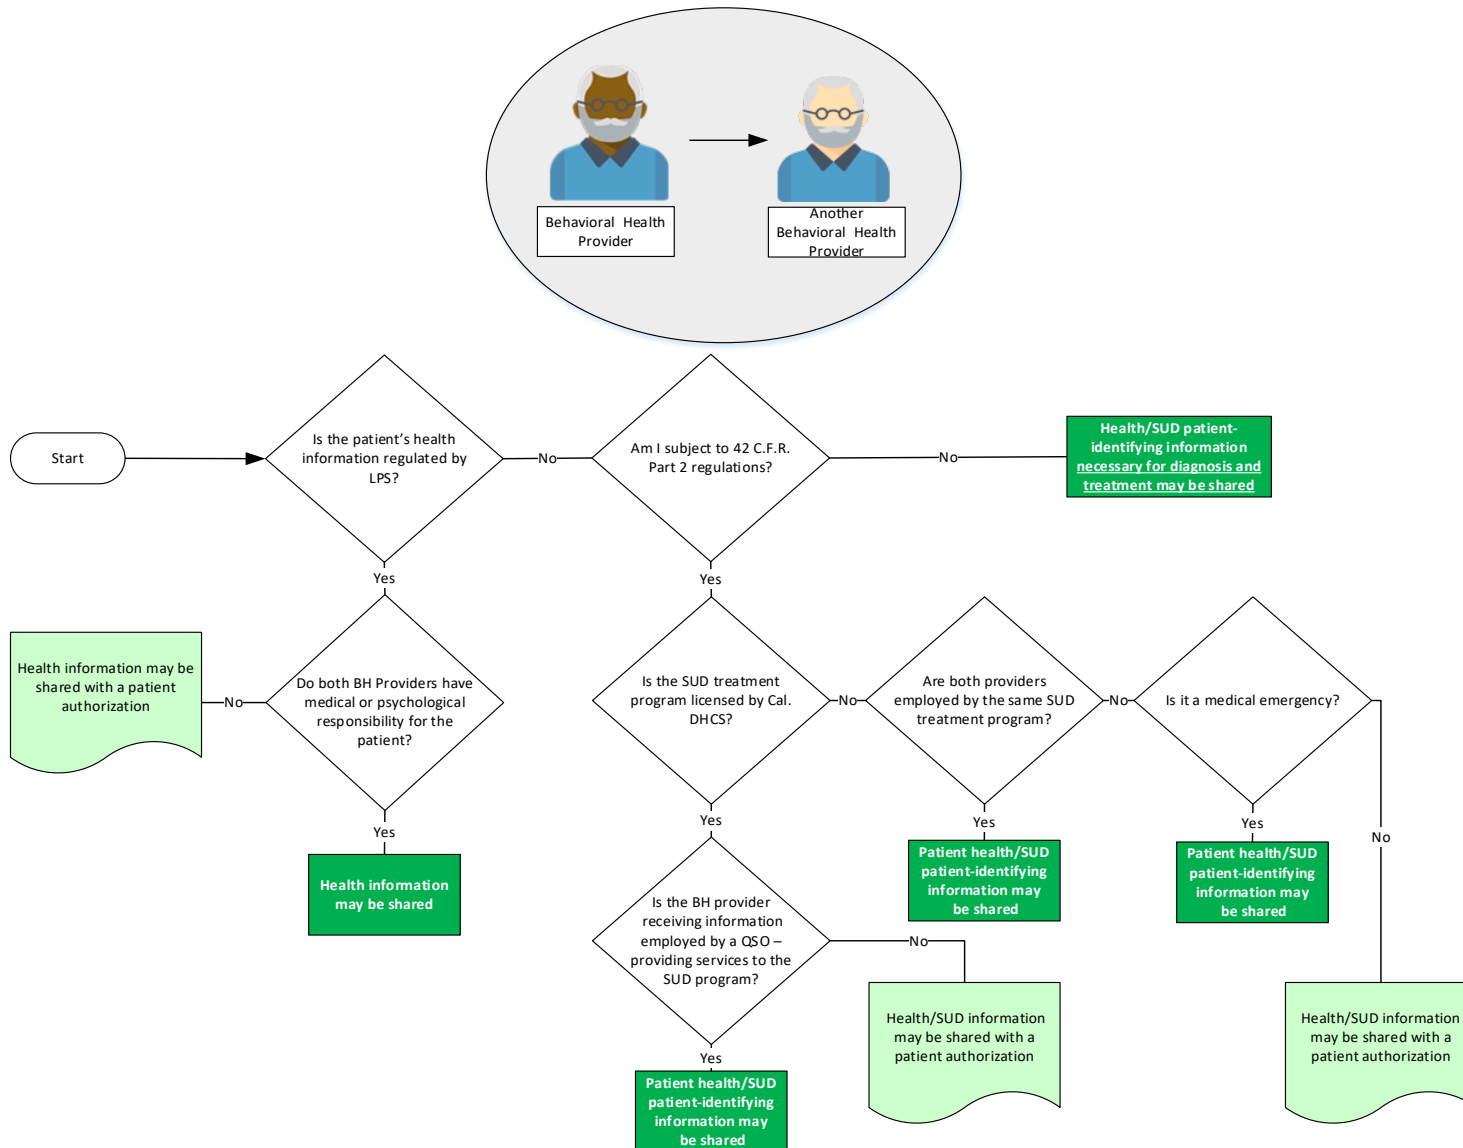 Behavioral Health
Provider
Another
Behavioral Health
Provider
Start
Is the patient's health
information regulated by
LPS?
No
Am I subject to 42 C.F.R.
Part 2 regulations?
No
Health/SUD patient-
identifying information
necessary for diagnosis and
treatment may be shared
Yes
Yes
Health information may be
shared with a patient
authorization
No
Do both BH Providers have
medical or psychological
responsibility for the
patient?
Is the SUD treatment
program licensed by Cal.
DHCS?
No
Are both providers
employed by the same SUD
treatment program?
No
Is it a medical emergency?
Yes
Yes
Yes
Yes
No
Health information
may be shared
Is the BH provider
receiving information
employed by a QSO –
providing services to the
SUD program?
No
Patient health/SUD
patient-identifying
information may
be shared
Patient health/SUD
patient-identifying
information may
be shared
Health/SUD information
may be shared with a
patient authorization
Health/SUD information
may be shared with a
patient authorization
Yes
Patient health/SUD
patient-identifying
information may
be shared